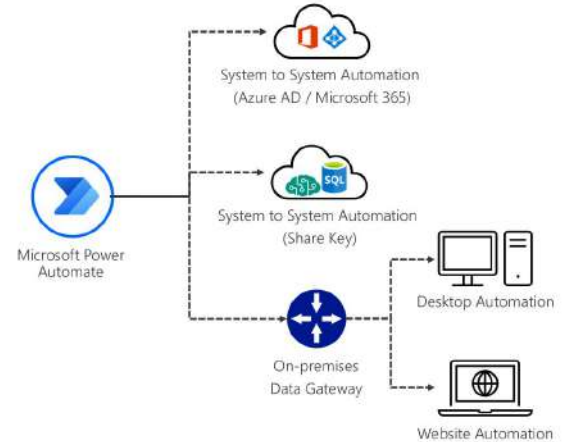 System to System Automation
(Azure AD / Microsoft 365)
SQL
System to System Automation
(Share Key)
Microsoft Power
Automate
Desktop Automation
On-premises
Data Gateway
Website Automation